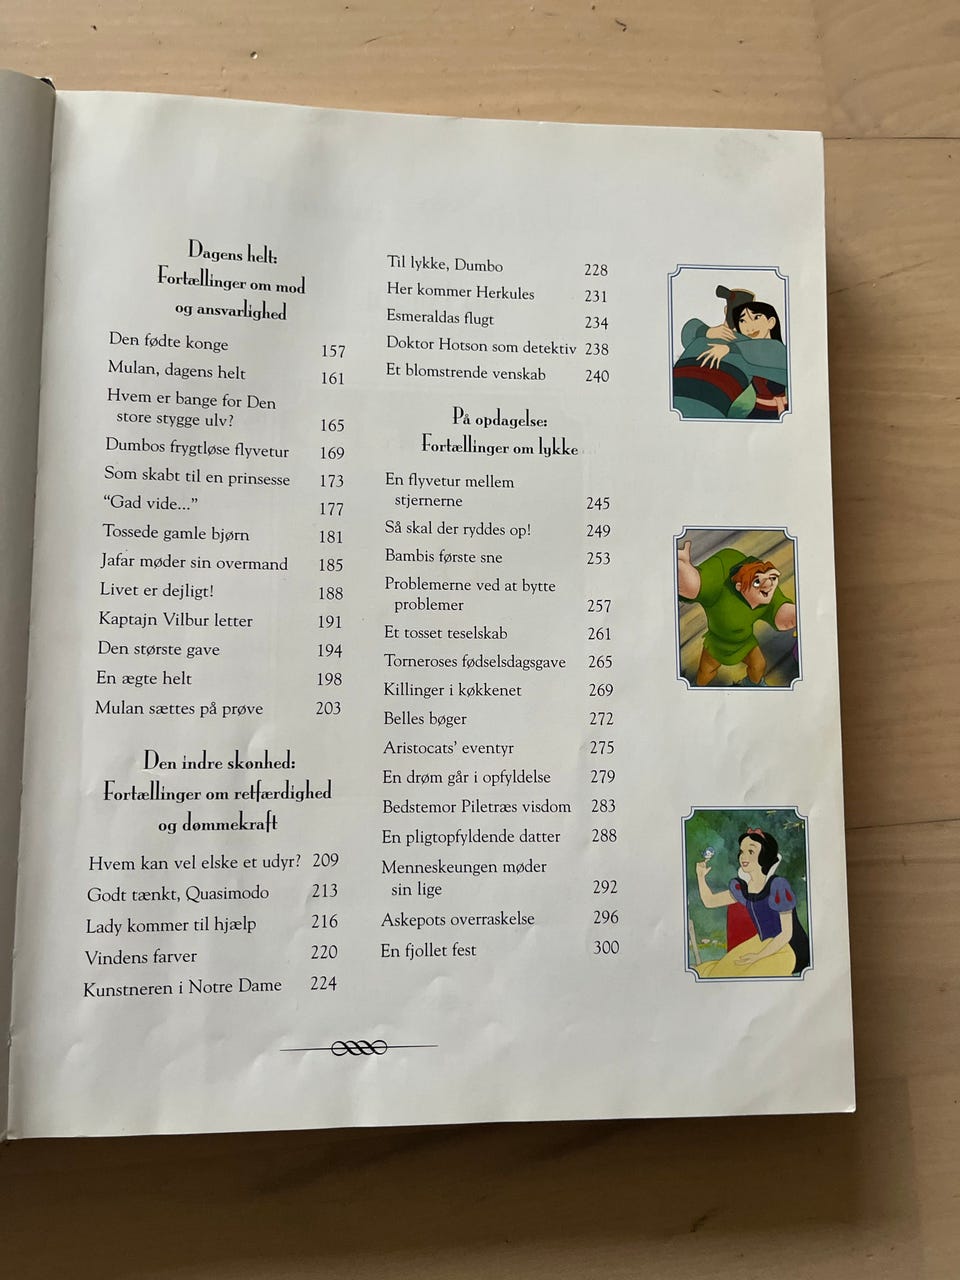 Dagens helt:
Fortællinger om mod
og ansvarlighed
Den fødte konge 157
Mulan, dagens helt 161
Hvem er bange for Den
store stygge ulv? 165
Dumbos frygtløse flyvetur 169
Som skabt til en prinsesse 173
“Gad vide...” 177
Tossede gamle bjørn 181
Jafar møder sin overmand 185
Livet er dejligt! 188
Kaptajn Vilbur letter 191
Den største gave 194
En ægte helt 198
Mulan sættes på prøve 203
Den indre skønhed:
Fortællinger om retfærdighed
og dømmekraft
Hvem kan vel elske et udyr? 209
Godt tænkt, Quasimodo 213
Lady kommer til hjælp 216
Vindens farver 220
Kunstneren i Notre Dame 224
Til lykke, Dumbo 228
Her kommer Herkules 231
Esmeraldas flugt 234
Doktor Hotson som detektiv 238
Et blomstrende venskab 240
På opdagelse:
Fortællinger om lykke
En flyvetur mellem
stjernerne 245
Så skal der ryddes op! 249
Bambis første sne 253
Problemerne ved at bytte
problemer 257
Et tosset teselskab 261
Torneroses fødselsdagsgave 265
Killinger i køkkenet 269
Belles bøger 272
Aristocats’ eventyr 275
En drøm går i opfyldelse 279
Bedstemor Piletræs visdom 283
En pligtopfyldende datter 288
Menneskeungen møder
sin lige 292
Askepots overraskelse 296
En fjollet fest 300